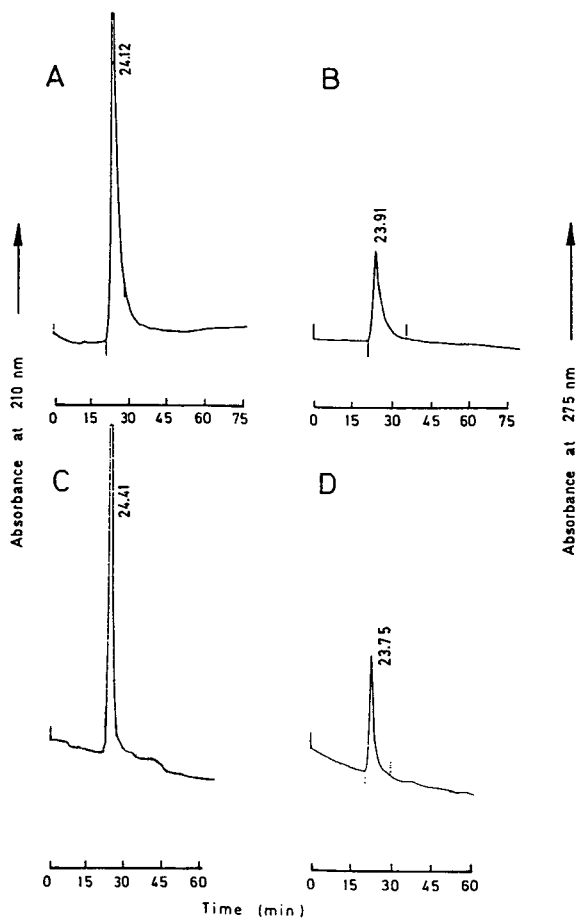 A
24.12
B
23.91
Absorbance at 210 nm
Absorbance at 275 nm
0 15 30 45 60 75
0 15 30 45 60 75
C
24.41
D
23.75
0 15 30 45 60
0 15 30 45 60
Time (min)